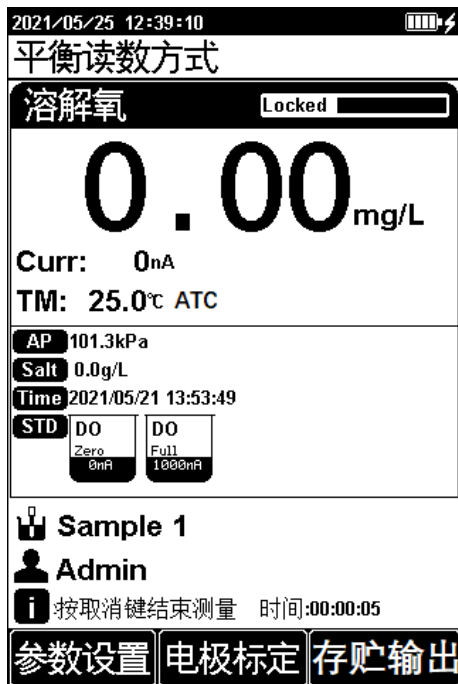 2021/05/25 12:39:10
平衡读数方式
溶解氧 Locked
0.00mg/L
Curr: 0nA
TM: 25.0℃ ATC
AP 101.3kPa
Salt 0.0g/L
Time 2021/05/21 13:53:49
STD DO DO
Zero Full
0nA 1000nA
Sample 1
Admin
i 按取消键结束测量 时间:00:00:05
参数设置 电极标定 存贮输出